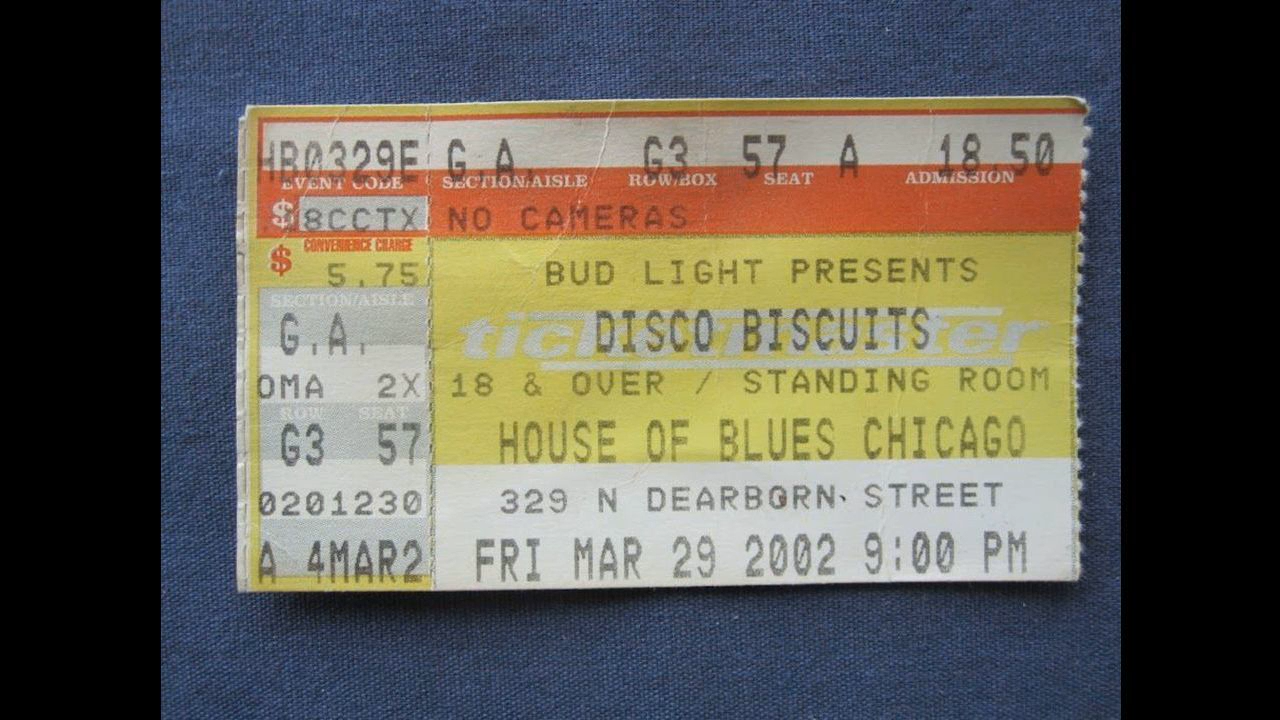 HB0329E G.A. G3 57 A 18.50
EVENT CODE SECTION/AISLE ROW/BOX SEAT ADMISSION
$ 18CCTX NO CAMERAS
$ CONVENIENCE CHARGE
5.75 BUD LIGHT PRESENTS
SECTION/AISLE
ticketmaster
G.A. DISCO BISCUITS
OMA 2X 18 & OVER / STANDING ROOM
ROW SEAT
G3 57 HOUSE OF BLUES CHICAGO
0201230 329 N DEARBORN STREET
A 4MAR2 FRI MAR 29 2002 9:00 PM